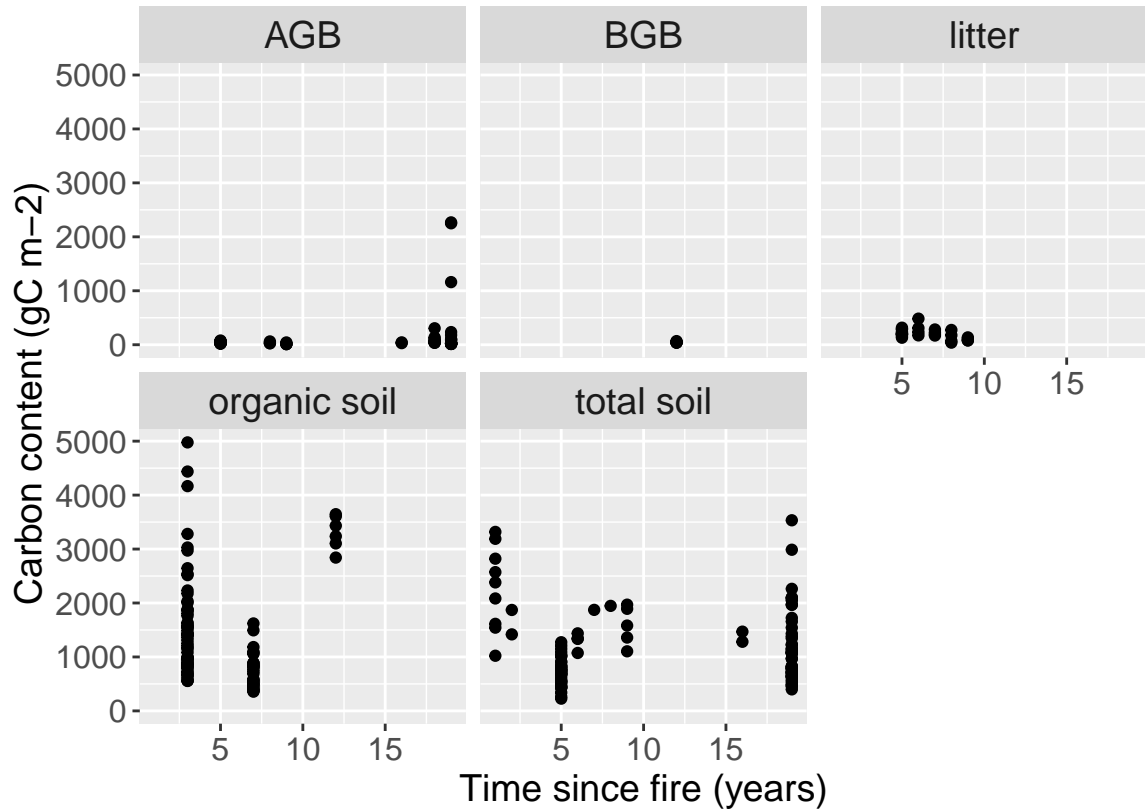 AGB BGB litter
5000
4000
3000
2000
1000
0
5 10 15
organic soil total soil
5000
4000
3000
2000
1000
0
5 10 15 5 10 15
Time since fire (years)
Carbon content (gC m−2)